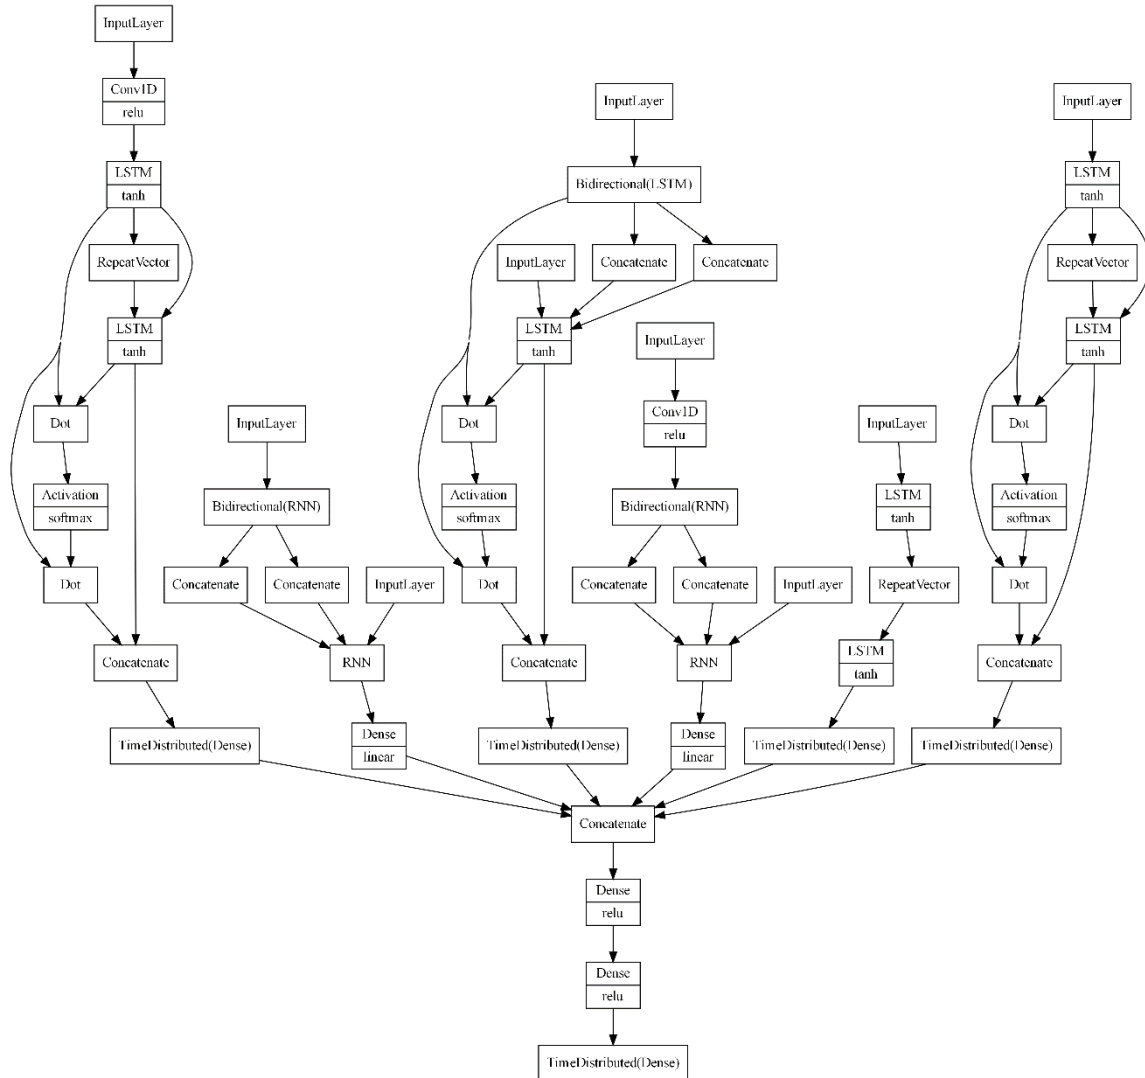 InputLayer
Conv1D
relu
InputLayer
InputLayer
LSTM
tanh
Bidirectional(LSTM)
LSTM
tanh
RepeatVector
InputLayer
Concatenate
Concatenate
RepeatVector
LSTM
tanh
LSTM
tanh
InputLayer
LSTM
tanh
Dot
InputLayer
Dot
Conv1D
relu
InputLayer
Dot
Activation
softmax
Bidirectional(RNN)
Activation
softmax
Bidirectional(RNN)
LSTM
tanh
Activation
softmax
Dot
Concatenate
Concatenate
InputLayer
Dot
Concatenate
Concatenate
InputLayer
RepeatVector
Dot
Concatenate
RNN
Concatenate
RNN
LSTM
tanh
Concatenate
TimeDistributed(Dense)
Dense
linear
TimeDistributed(Dense)
Dense
linear
TimeDistributed(Dense)
TimeDistributed(Dense)
Concatenate
Dense
relu
Dense
relu
TimeDistributed(Dense)